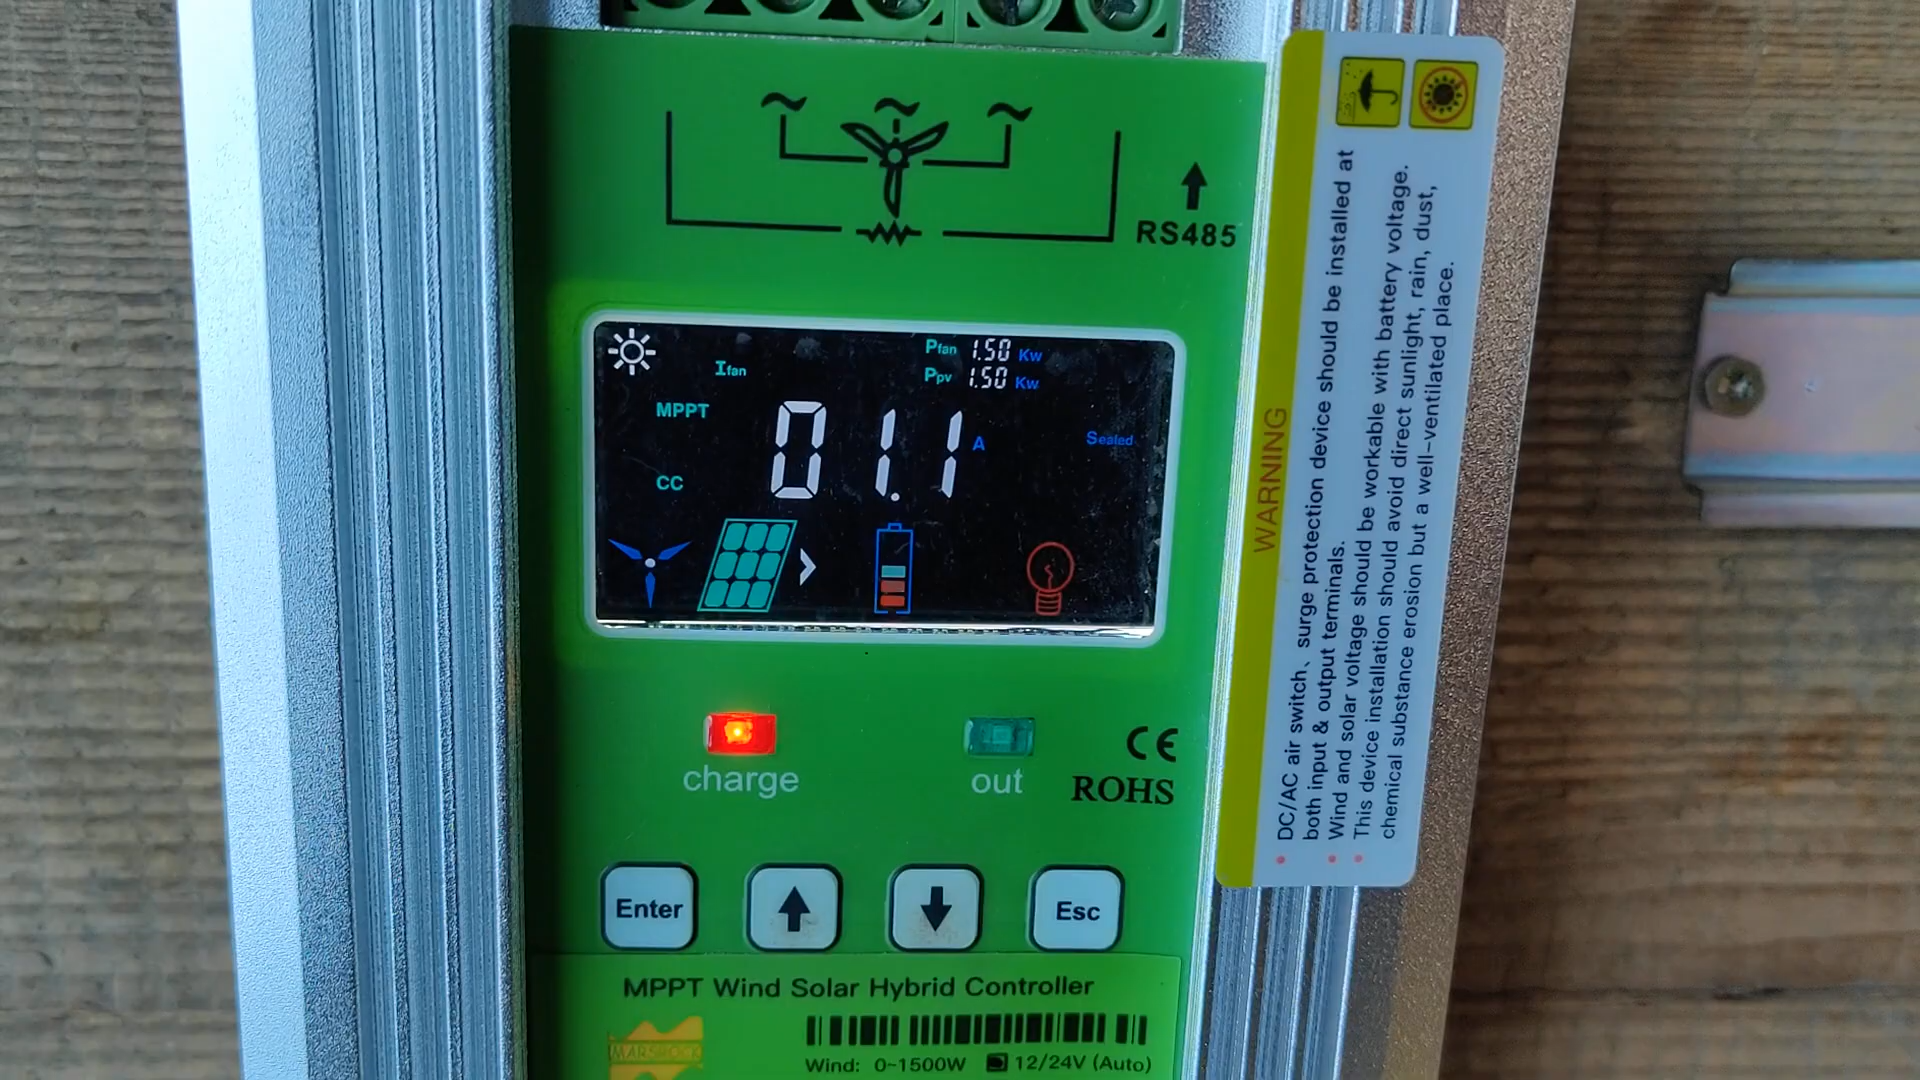 RS485
Pfan 1.50 Kw
Ifan
Ppv 1.50 Kw
MPPT
01.1 A
Sealed
CC
charge
out
CE
ROHS
Enter
Esc
MPPT Wind Solar Hybrid Controller
MARSROCK
Wind: 0~1500W
12/24V (Auto)
WARNING
• DC/AC air switch、surge protection device should be installed at
both input & output terminals.
• Wind and solar voltage should be workable with battery voltage.
• This device installation should avoid direct sunlight, rain, dust,
chemical substance erosion but a well-ventilated place.